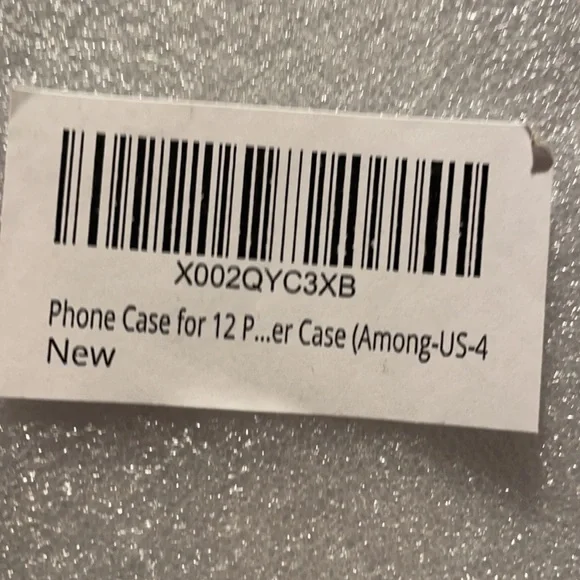 X002QYC3XB
Phone Case for 12 P...er Case (Among-US-4
New